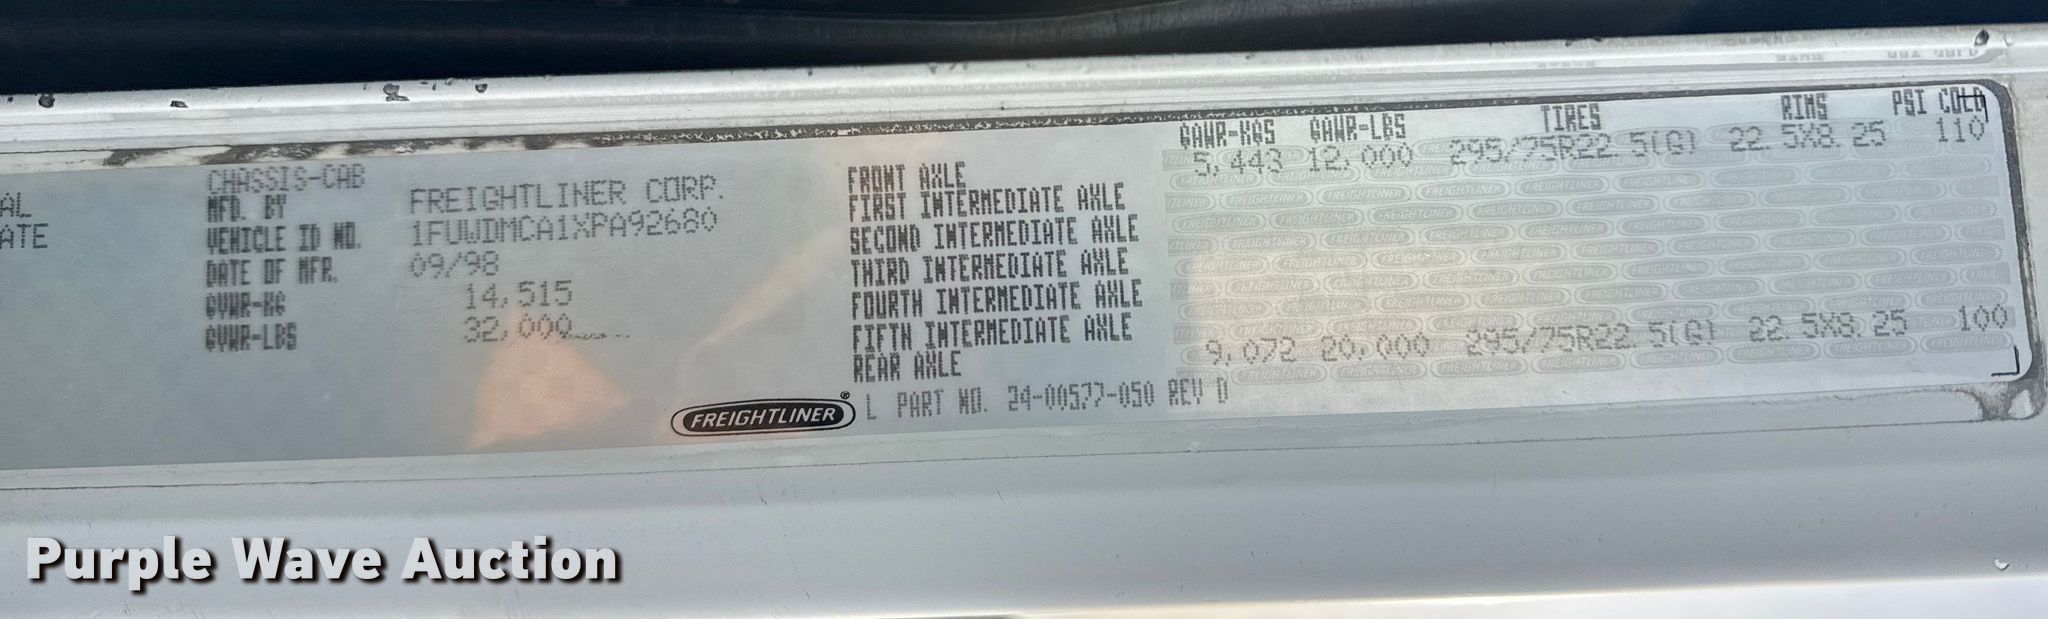 AL
ATE
CHASSIS-CAB
MFD. BY FREIGHTLINER CORP.
VEHICLE ID NO. 1FUWDMCA1XPA92680
DATE OF MFR. 09/98
GVWR-KG 14,515
GVWR-LBS 32,000
GAWR-KGS GAWR-LBS TIRES RIMS PSI COLD
FRONT AXLE 5,443 12,000 295/75R22.5(G) 22.5X8.25 110
FIRST INTERMEDIATE AXLE
SECOND INTERMEDIATE AXLE
THIRD INTERMEDIATE AXLE
FOURTH INTERMEDIATE AXLE
FIFTH INTERMEDIATE AXLE
REAR AXLE 9,072 20,000 295/75R22.5(G) 22.5X8.25 100
FREIGHTLINER® L PART NO. 24-00577-050 REV D
Purple Wave Auction